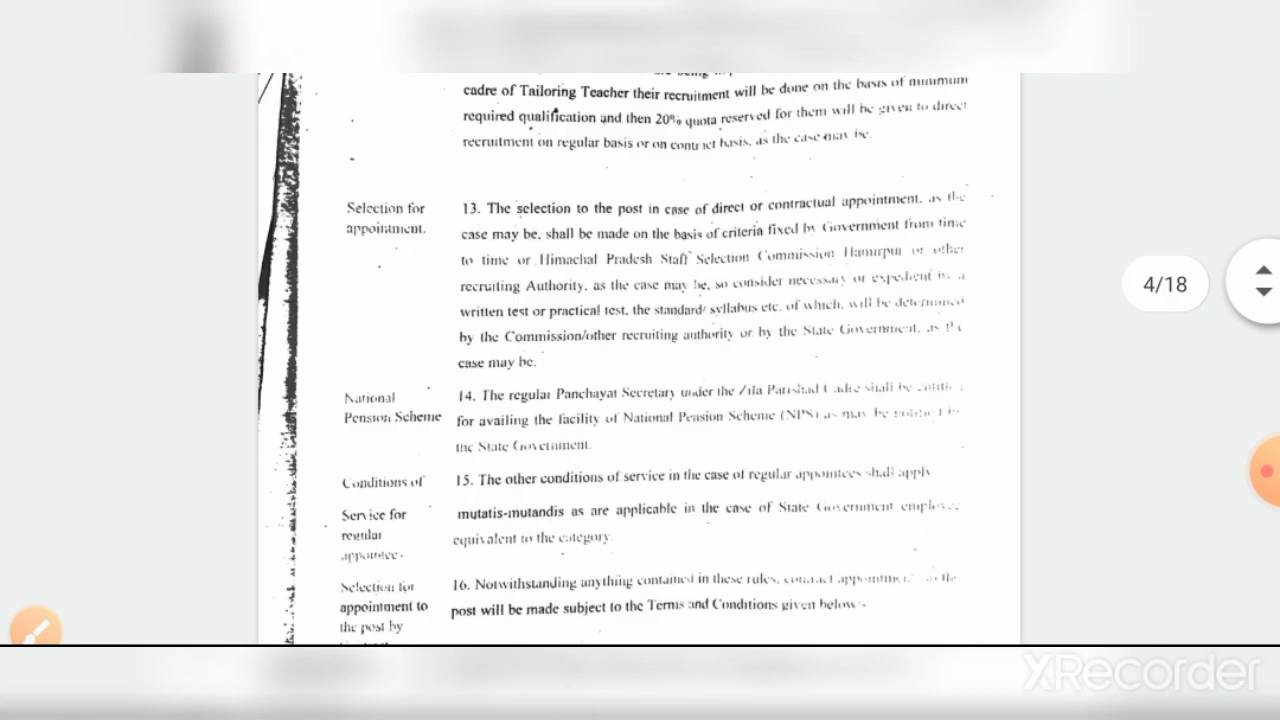 cadre of Tailoring Teacher their recruitment will be done on the basis of minimum
required qualification and then 20% quota reserved for them will be given to direct
recruitment on regular basis or on contract basis, as the case may be.
Selection for
appointment.
13. The selection to the post in case of direct or contractual appointment, as the
case may be, shall be made on the basis of criteria fixed by Government from time
to time or Himachal Pradesh Staff Selection Commission Hamirpur or other
recruiting Authority, as the case may be, so consider necessary or expedient by a
written test or practical test, the standard/ syllabus etc. of which, will be determined
by the Commission/other recruiting authority or by the State Government, as the
case may be.
National
Pension Scheme
14. The regular Panchayat Secretary under the Zila Parishad Cadre shall be
for availing the facility of National Pension Scheme (NPS) as may be notified by
the State Government.
Conditions of
Service for
regular
appointee.
15. The other conditions of service in the case of regular appointees shall apply
mutatis-mutandis as are applicable in the case of State Government
equivalent to the category.
Selection for
appointment to
the post by
16. Notwithstanding anything contained in these rules, contract appointment to the
post will be made subject to the Terms and Conditions given below:-
4/18
XRecorder